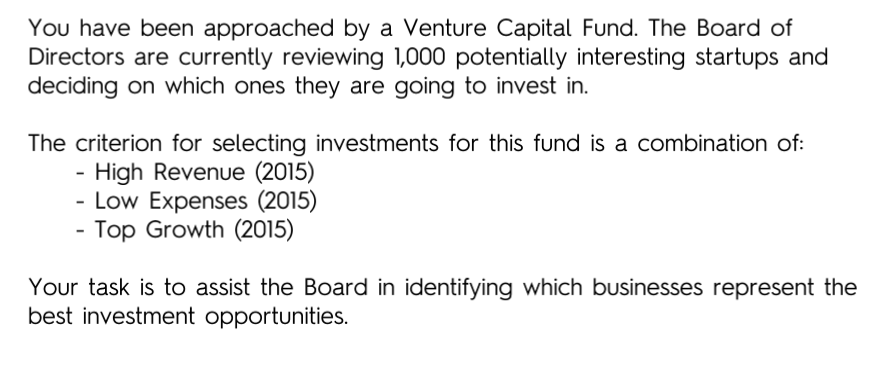 You have been approached by a Venture Capital Fund. The Board of
Directors are currently reviewing 1,000 potentially interesting startups and
deciding on which ones they are going to invest in.
The criterion for selecting investments for this fund is a combination of:
- High Revenue (2015)
- Low Expenses (2015)
- Top Growth (2015)
Your task is to assist the Board in identifying which businesses represent the
best investment opportunities.